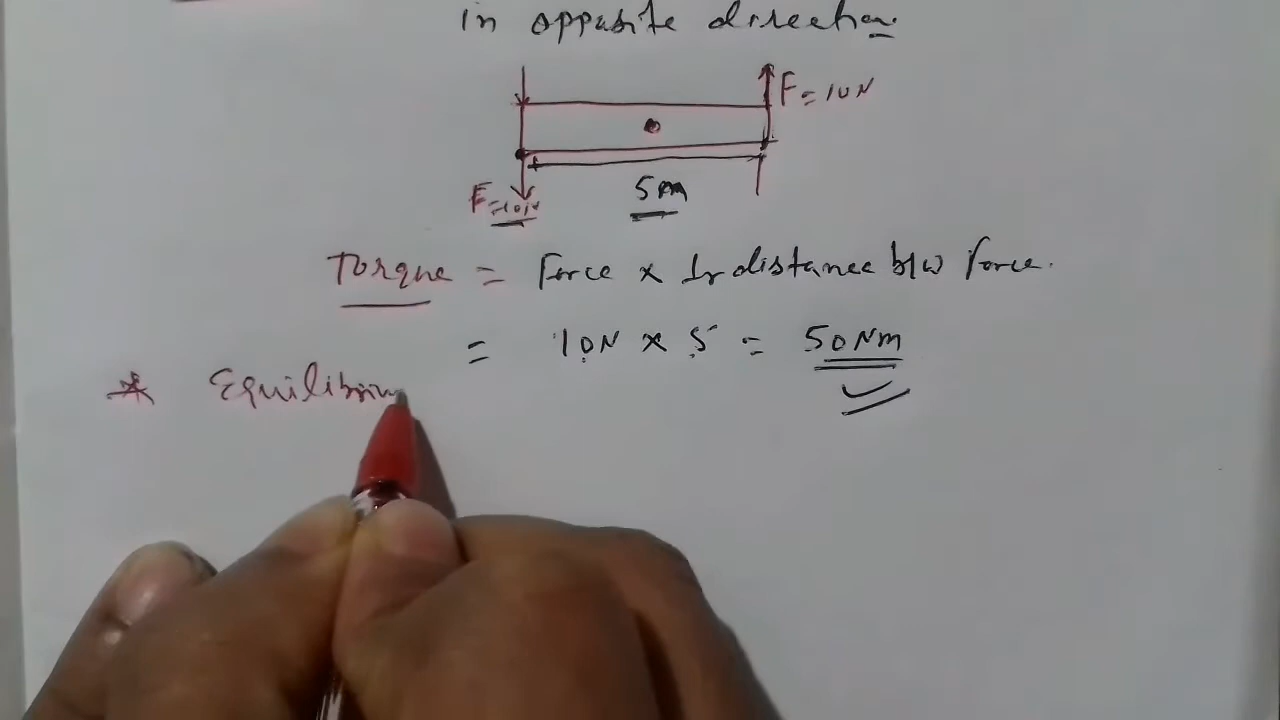 in opposite direction.
F = 10N
F = 10N
5m
Torque = Force × ⊥r distance b/w force.
= 10N × 5 = 50Nm
* Equilibrium